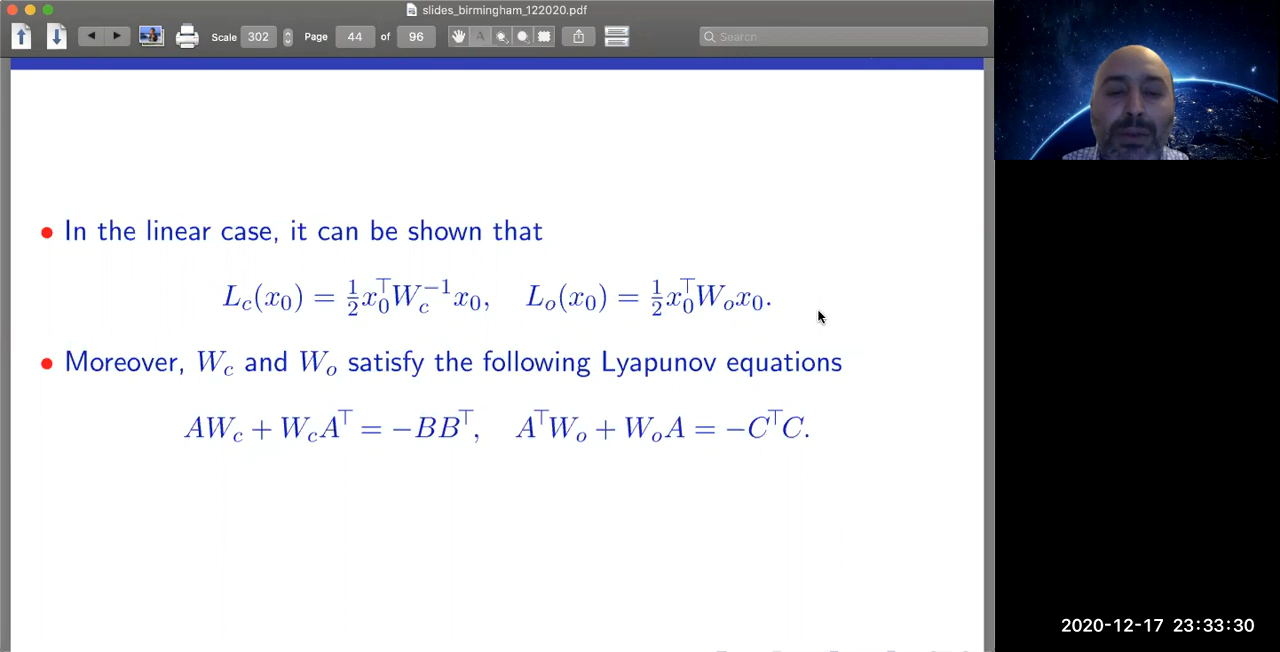 slides_birmingham_122020.pdf
Scale 302 Page 44 of 96 Search
• In the linear case, it can be shown that
L_c(x_0) = ½x_0^⊤W_c^{−1}x_0, L_o(x_0) = ½x_0^⊤W_ox_0.
• Moreover, W_c and W_o satisfy the following Lyapunov equations
AW_c + W_cA^⊤ = −BB^⊤, A^⊤W_o + W_oA = −C^⊤C.
2020-12-17 23:33:30